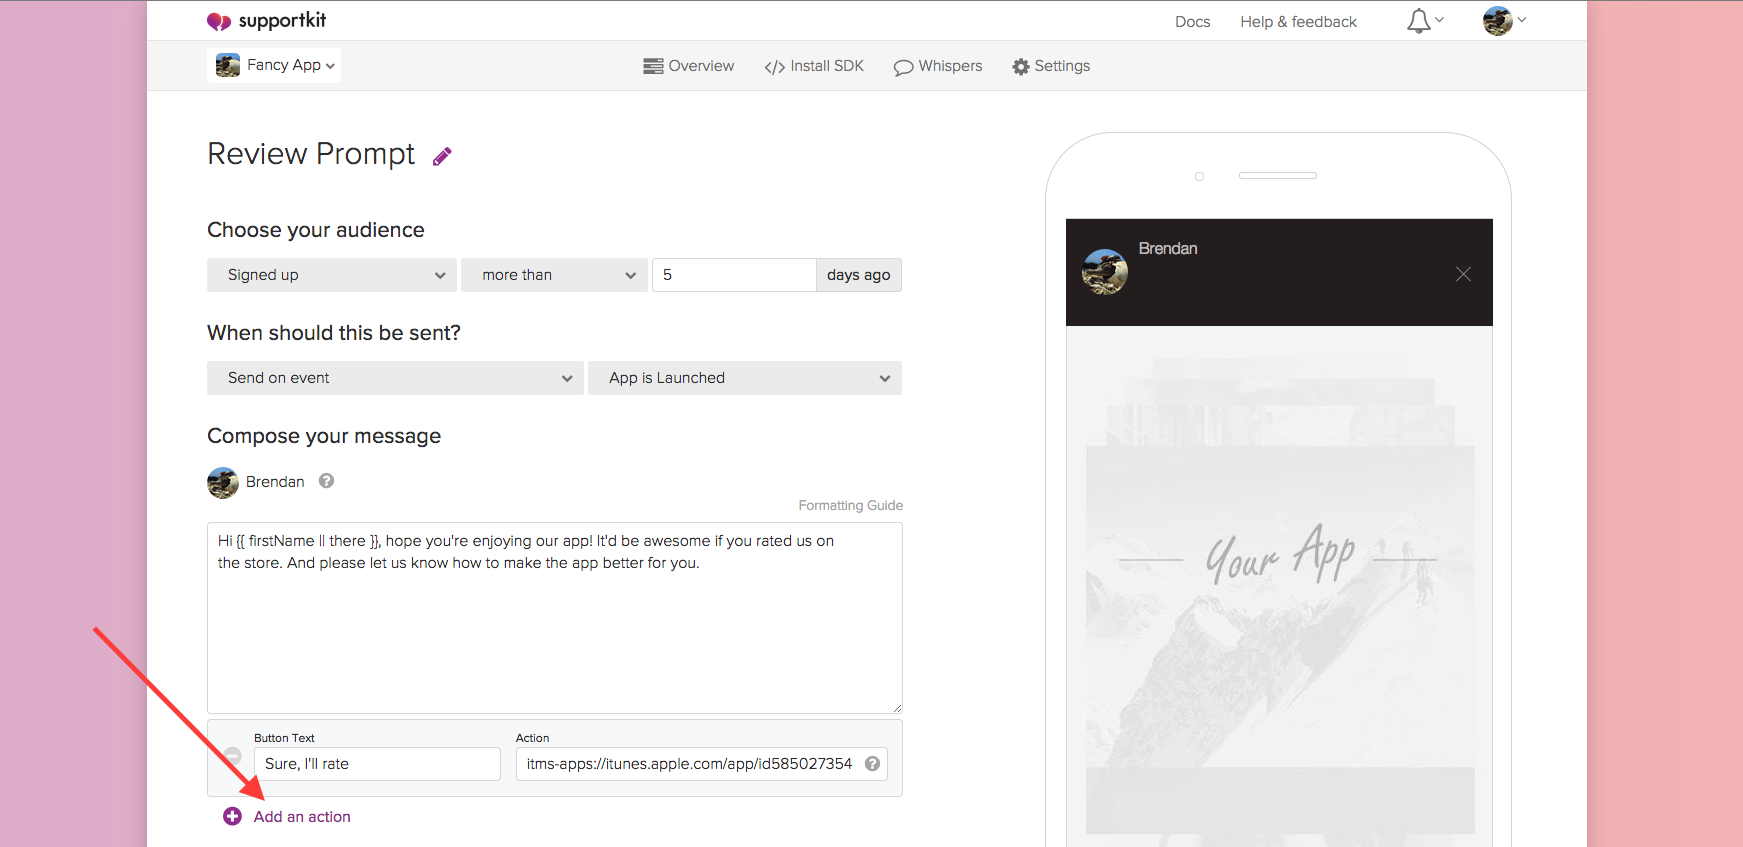 supportkit
Docs Help & feedback
Fancy App
Overview Install SDK Whispers Settings
Review Prompt
Choose your audience
Signed up more than 5 days ago
When should this be sent?
Send on event App is Launched
Compose your message
Brendan
Formatting Guide
Hi {{ firstName || there }}, hope you're enjoying our app! It'd be awesome if you rated us on
the store. And please let us know how to make the app better for you.
Button Text Action
Sure, I'll rate itms-apps://itunes.apple.com/app/id585027354
Add an action
Brendan
Your App